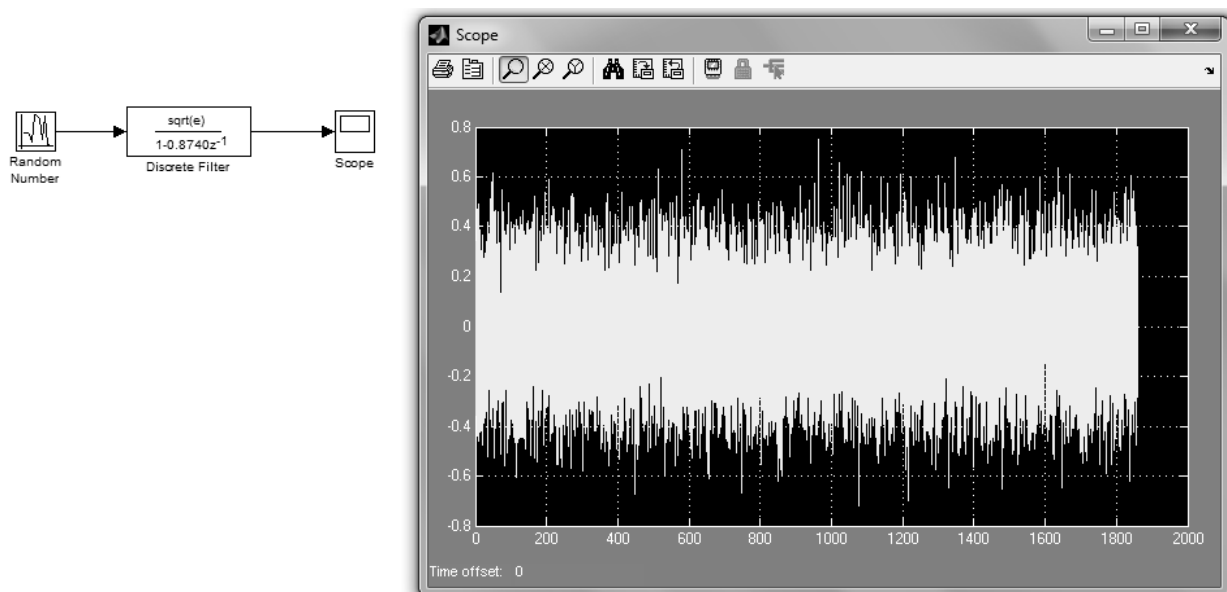 sqrt(e)
1-0.8740z-1
Random
Number
Discrete Filter
Scope
Scope
0.8
0.6
0.4
0.2
0
-0.2
-0.4
-0.6
-0.8
0 200 400 600 800 1000 1200 1400 1600 1800 2000
Time offset: 0